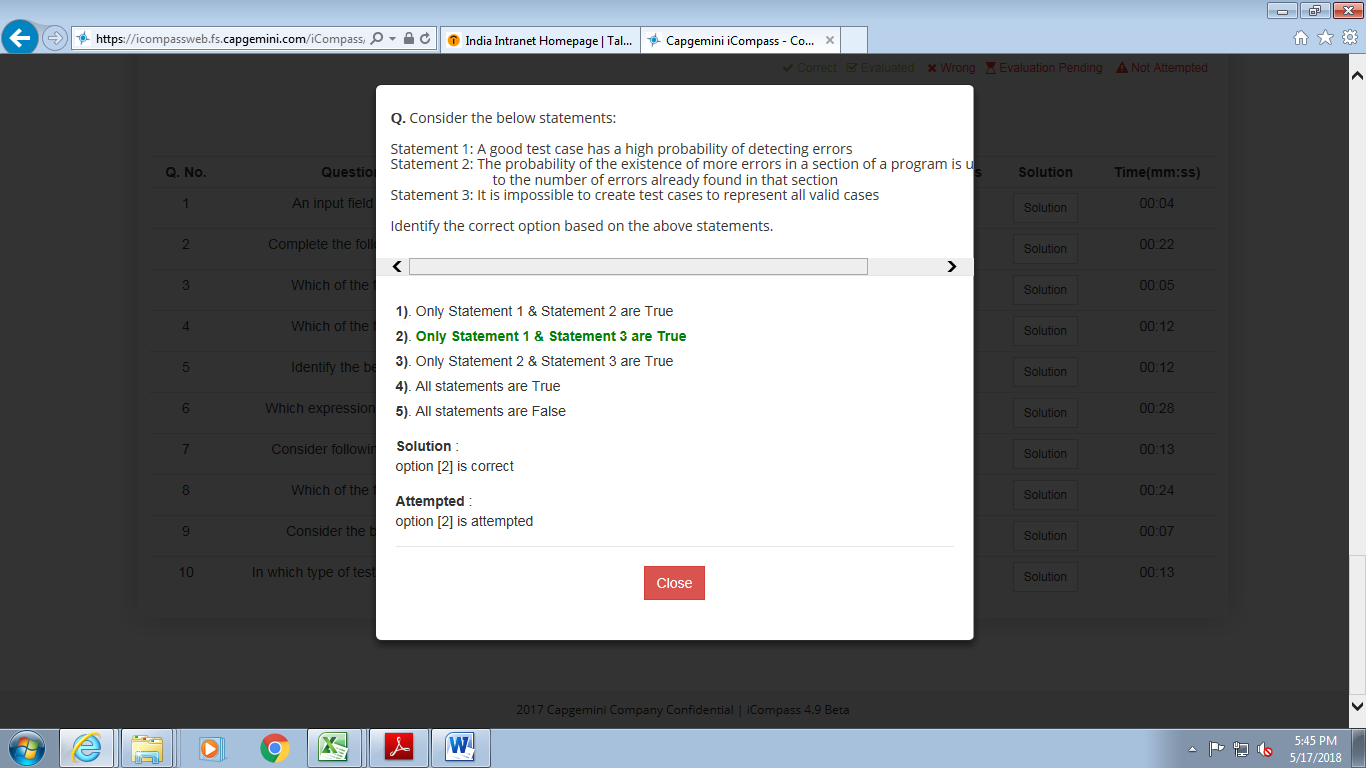 https://icompassweb.fs.capgemini.com/iCompass,
India Intranet Homepage | Tal...
Capgemini iCompass - Co...
Correct Evaluated Wrong Evaluation Pending Not Attempted
Q. Consider the below statements:
Statement 1: A good test case has a high probability of detecting errors
Statement 2: The probability of the existence of more errors in a section of a program is u
to the number of errors already found in that section
Statement 3: It is impossible to create test cases to represent all valid cases
Identify the correct option based on the above statements.
1). Only Statement 1 & Statement 2 are True
2). Only Statement 1 & Statement 3 are True
3). Only Statement 2 & Statement 3 are True
4). All statements are True
5). All statements are False
Solution :
option [2] is correct
Attempted :
option [2] is attempted
Close
Q. No. Question s Solution Time(mm:ss)
1 An input field Solution 00:04
2 Complete the foll Solution 00:22
3 Which of the f Solution 00:05
4 Which of the f Solution 00:12
5 Identify the be Solution 00:12
6 Which expression Solution 00:28
7 Consider followin Solution 00:13
8 Which of the f Solution 00:24
9 Consider the b Solution 00:07
10 In which type of test Solution 00:13
2017 Capgemini Company Confidential | iCompass 4.9 Beta
5:45 PM
5/17/2018